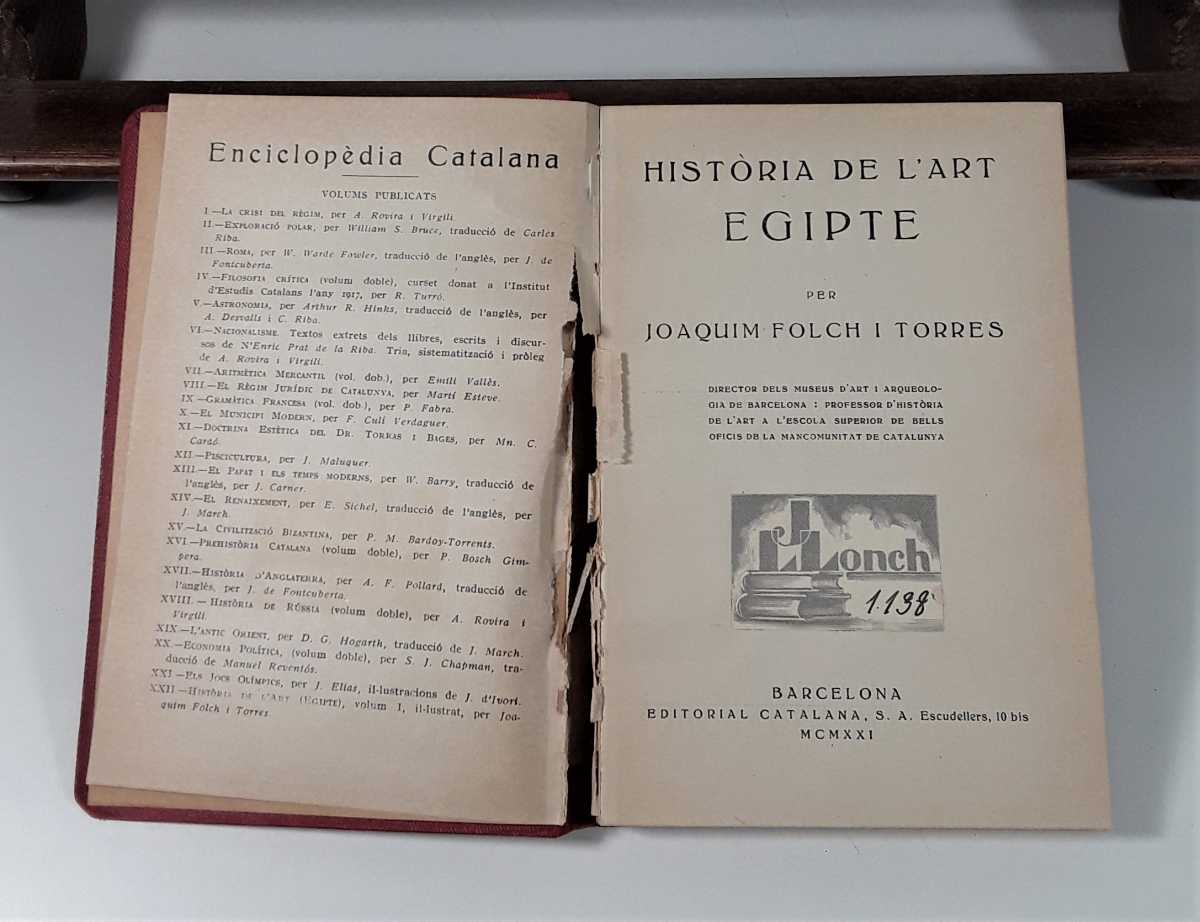 Enciclopèdia Catalana
VOLUMS PUBLICATS
I.—La crisi del règim, per A. Rovira i Virgili.
II.—Exploració polar, per William S. Bruce, traducció de Carles
Riba.
III.—Roma, per W. Warde Fowler, traducció de l'anglès, per J. de
Fontcuberta.
IV.—Filosofia crítica (volum doble), curset donat a l'Institut
d'Estudis Catalans l'any 1917, per R. Turró.
V.—Astronomia, per Arthur R. Hinks, traducció de l'anglès, per
A. Desvalls i C. Riba.
VI.—Nacionalisme. Textos extrets dels llibres, escrits i discur-
sos de N'Enric Prat de la Riba. Tria, sistematització i pròleg
de A. Rovira i Virgili.
VII.—Aritmètica Mercantil (vol. dob.), per Emili Vallès.
VIII.—El Règim Jurídic de Catalunya, per Martí Esteve.
IX.—Gramàtica Francesa (vol. dob.), per P. Fabra.
X.—El Municipi Modern, per F. Culí Verdaguer.
XI.—Doctrina Estètica del Dr. Torras i Bages, per Mn. C.
Cardó.
XII.—Piscicultura, per J. Maluquer.
XIII.—El Papat i els temps moderns, per W. Barry, traducció de
l'anglès, per J. Carner.
XIV.—El Renaixement, per E. Sichel, traducció de l'anglès, per
J. March.
XV.—La Civilització Bizantina, per P. M. Bordoy-Torrents.
XVI.—Prehistòria Catalana (volum doble), per P. Bosch Gim-
pera.
XVII.—Història d'Anglaterra, per A. F. Pollard, traducció de
l'anglès, per J. de Fontcuberta.
XVIII.—Història de Rússia (volum doble), per A. Rovira i
Virgili.
XIX.—L'antic Orient, per D. G. Hogarth, traducció de J. March.
XX.—Economia Política, (volum doble), per S. J. Chapman, tra-
ducció de Manuel Reventós.
XXI—Els Jocs Olímpics, per J. Elias, il·lustracions de J. d'Ivori.
XXII—Història de l'Art (Egipte), volum I, il·lustrat, per Joa-
quim Folch i Torres.
HISTÒRIA DE L'ART
EGIPTE
PER
JOAQUIM FOLCH I TORRES
DIRECTOR DELS MUSEUS D'ART I ARQUEOLO-
GIA DE BARCELONA : PROFESSOR D'HISTÒRIA
DE L'ART A L'ESCOLA SUPERIOR DE BELLS
OFICIS DE LA MANCOMUNITAT DE CATALUNYA
J. LLonch
1.198
BARCELONA
EDITORIAL CATALANA, S. A. Escudellers, 10 bis
MCMXXI